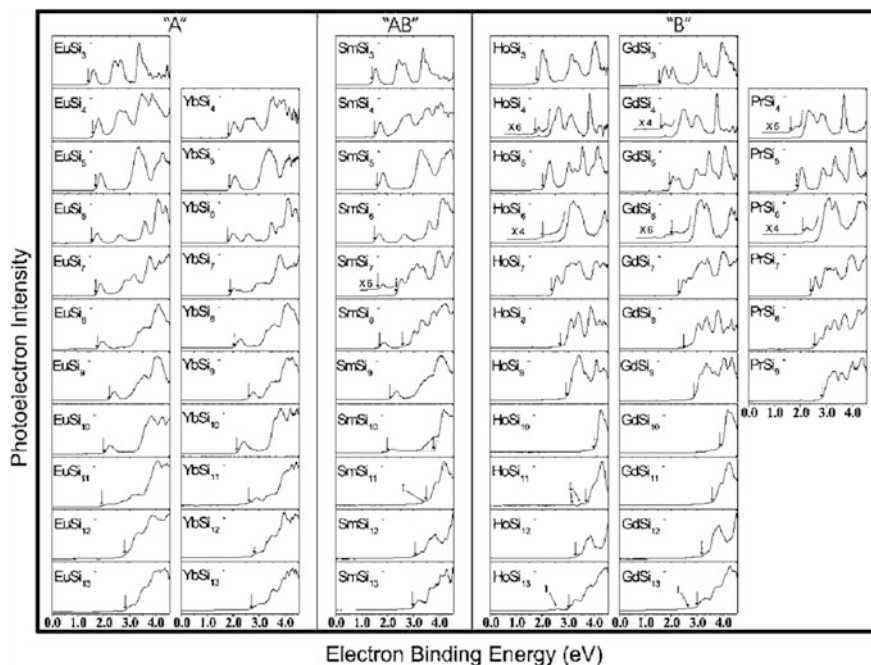 "A" "AB" "B"
EuSi₃⁻ SmSi₃⁻ HoSi₃⁻ GdSi₃⁻
EuSi₄⁻ YbSi₄⁻ SmSi₄⁻ HoSi₄⁻ X6 GdSi₄⁻ X4 PrSi₄⁻ X5
EuSi₅⁻ YbSi₅⁻ SmSi₅⁻ HoSi₅⁻ GdSi₅⁻ PrSi₅⁻
EuSi₆⁻ YbSi₆⁻ SmSi₆⁻ HoSi₆⁻ X4 GdSi₆⁻ X6 PrSi₆⁻ X4
EuSi₇⁻ YbSi₇⁻ SmSi₇⁻ X6 HoSi₇⁻ GdSi₇⁻ PrSi₇⁻
EuSi₈⁻ YbSi₈⁻ SmSi₈⁻ HoSi₈⁻ GdSi₈⁻ PrSi₈⁻
EuSi₉⁻ YbSi₉⁻ SmSi₉⁻ HoSi₉⁻ GdSi₉⁻ PrSi₉⁻
0.0 1.0 2.0 3.0 4.0
EuSi₁₀⁻ YbSi₁₀⁻ SmSi₁₀⁻ HoSi₁₀⁻ GdSi₁₀⁻
EuSi₁₁⁻ YbSi₁₁⁻ SmSi₁₁⁻ HoSi₁₁⁻ GdSi₁₁⁻
EuSi₁₂⁻ YbSi₁₂⁻ SmSi₁₂⁻ HoSi₁₂⁻ GdSi₁₂⁻
EuSi₁₃⁻ YbSi₁₃⁻ SmSi₁₃⁻ HoSi₁₃⁻ GdSi₁₃⁻
0.0 1.0 2.0 3.0 4.0 0.0 1.0 2.0 3.0 4.0 0.0 1.0 2.0 3.0 4.0 0.0 1.0 2.0 3.0 4.0 0.0 1.0 2.0 3.0 4.0
Photoelectron Intensity
Electron Binding Energy (eV)